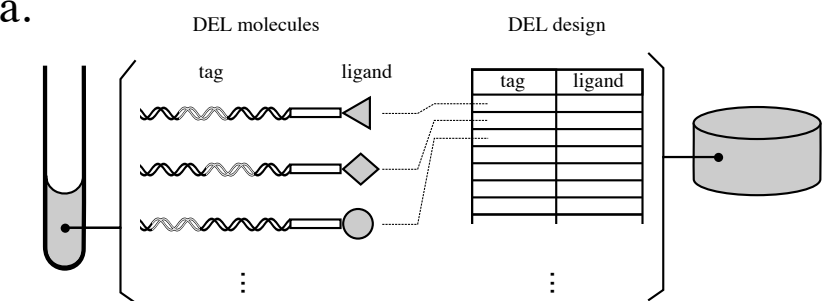 a.
DEL molecules
DEL design
tag
ligand
tag
ligand